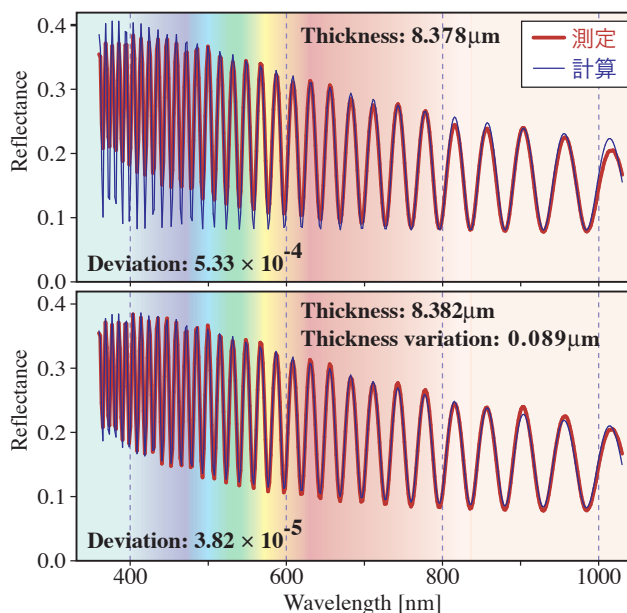 0.4
Thickness: 8.378μm
測定
計算
0.3
Reflectance
0.2
0.1
Deviation: 5.33 × 10-4
0.0
0.4
Thickness: 8.382μm
Thickness variation: 0.089μm
0.3
Reflectance
0.2
0.1
Deviation: 3.82 × 10-5
0.0
400 600 800 1000
Wavelength [nm]